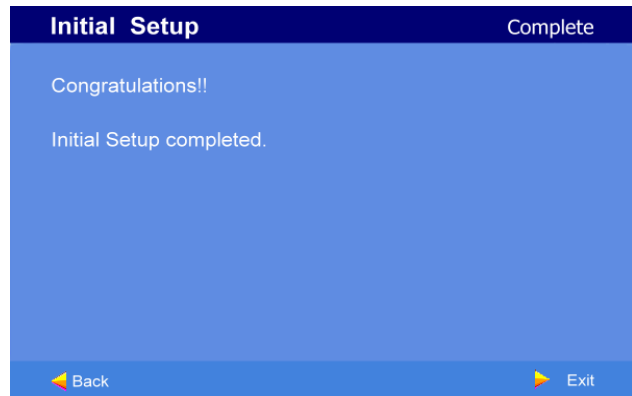 Initial Setup Complete
Congratulations!!
Initial Setup completed.
Back Exit